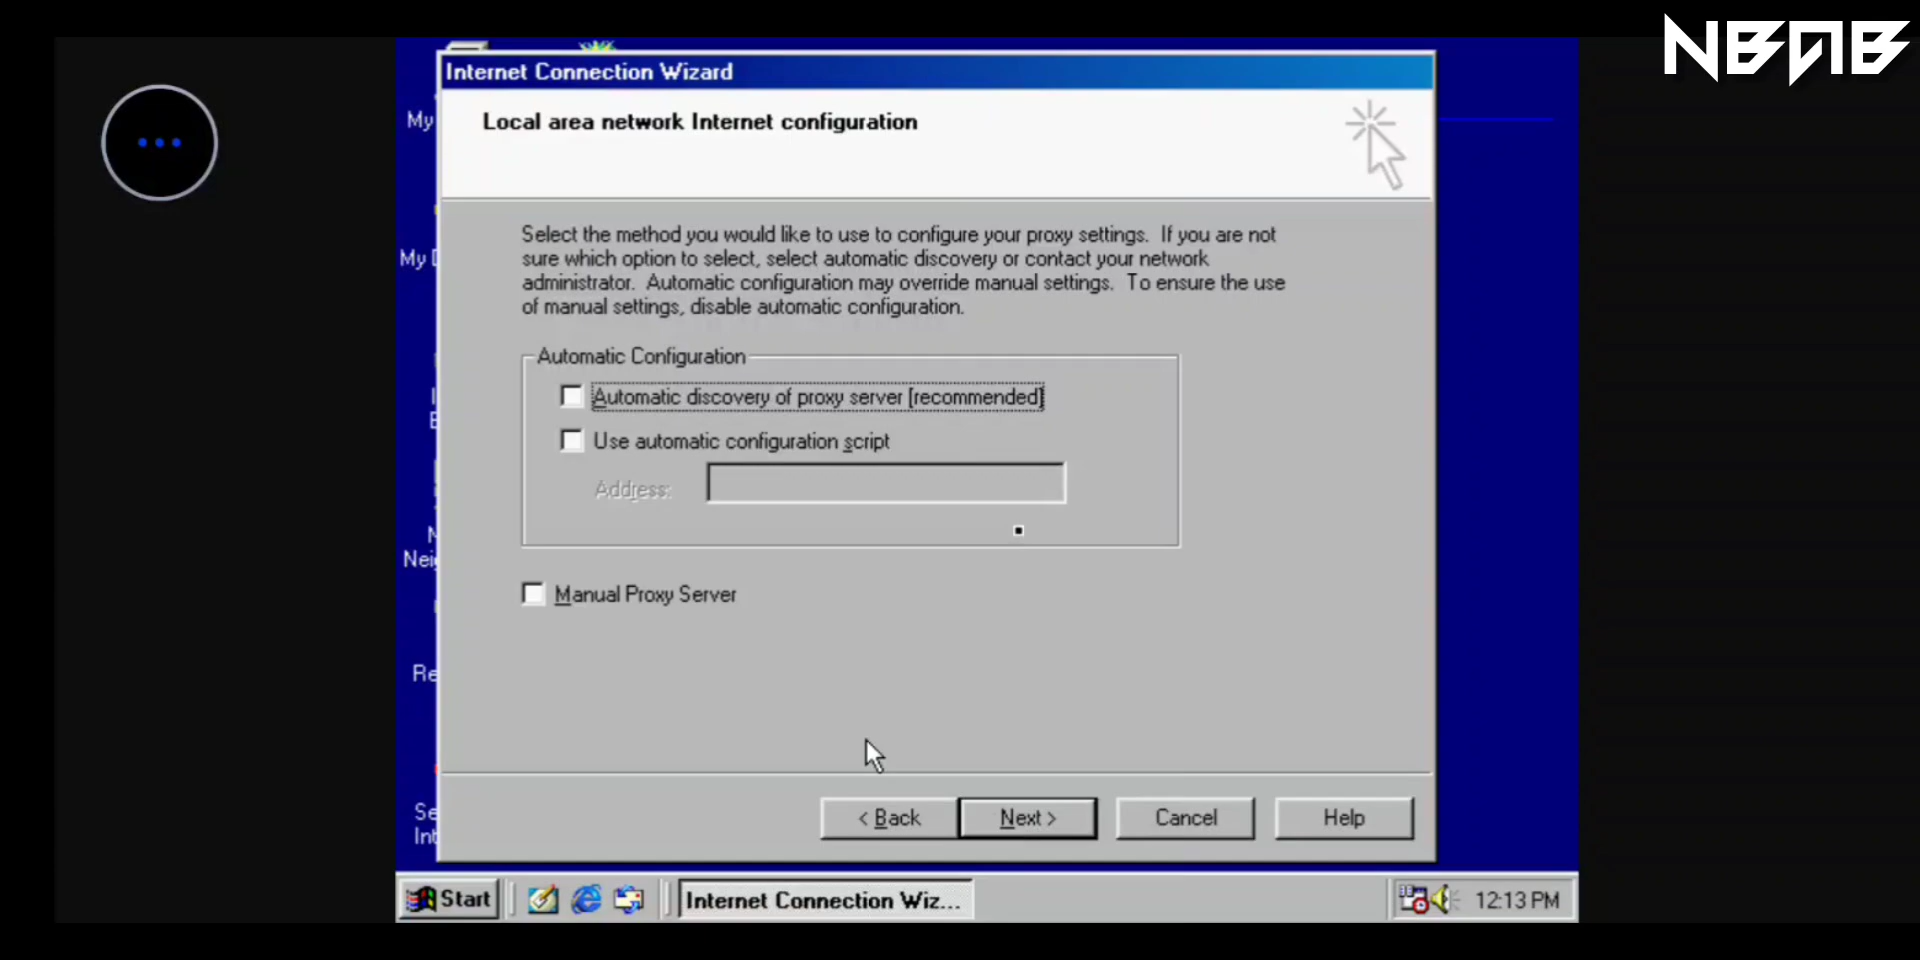 NBAB
Internet Connection Wizard
Local area network Internet configuration
Select the method you would like to use to configure your proxy settings. If you are not
sure which option to select, select automatic discovery or contact your network
administrator. Automatic configuration may override manual settings. To ensure the use
of manual settings, disable automatic configuration.
Automatic Configuration
Automatic discovery of proxy server [recommended]
Use automatic configuration script
Address:
Manual Proxy Server
< Back
Next >
Cancel
Help
My
My
Start
Internet Connection Wiz...
12:13 PM